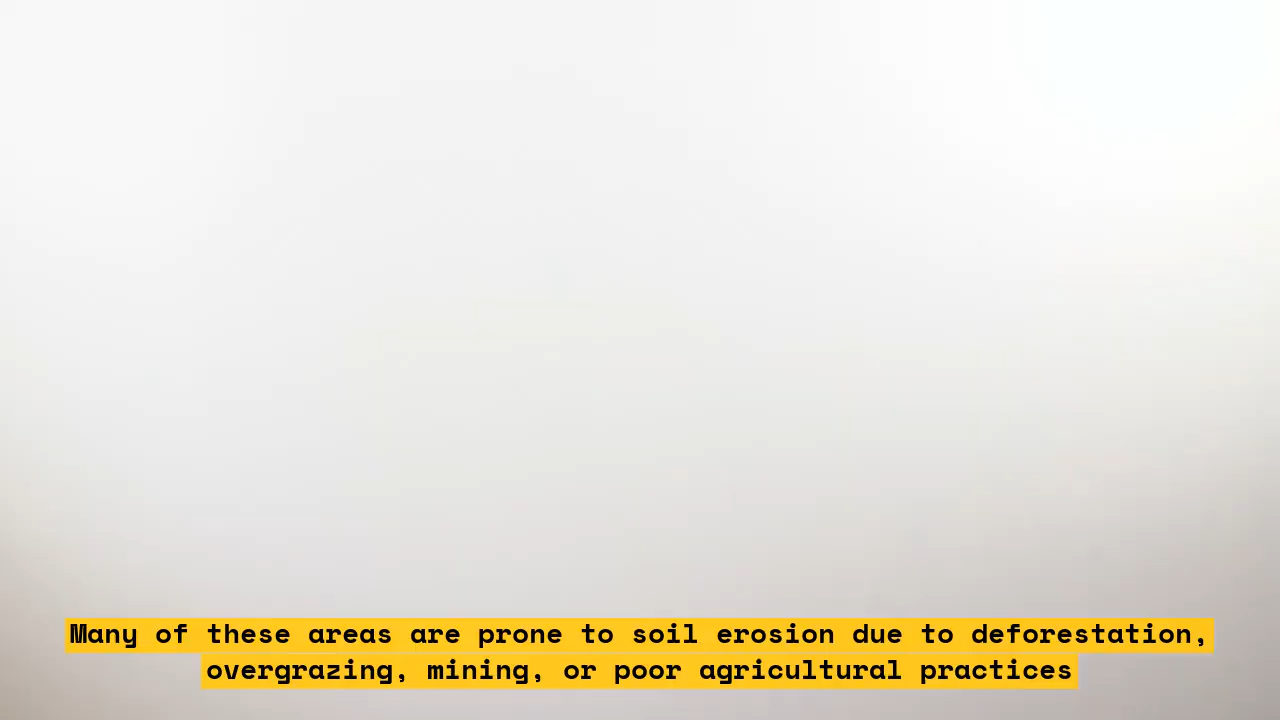 Many of these areas are prone to soil erosion due to deforestation,
overgrazing, mining, or poor agricultural practices